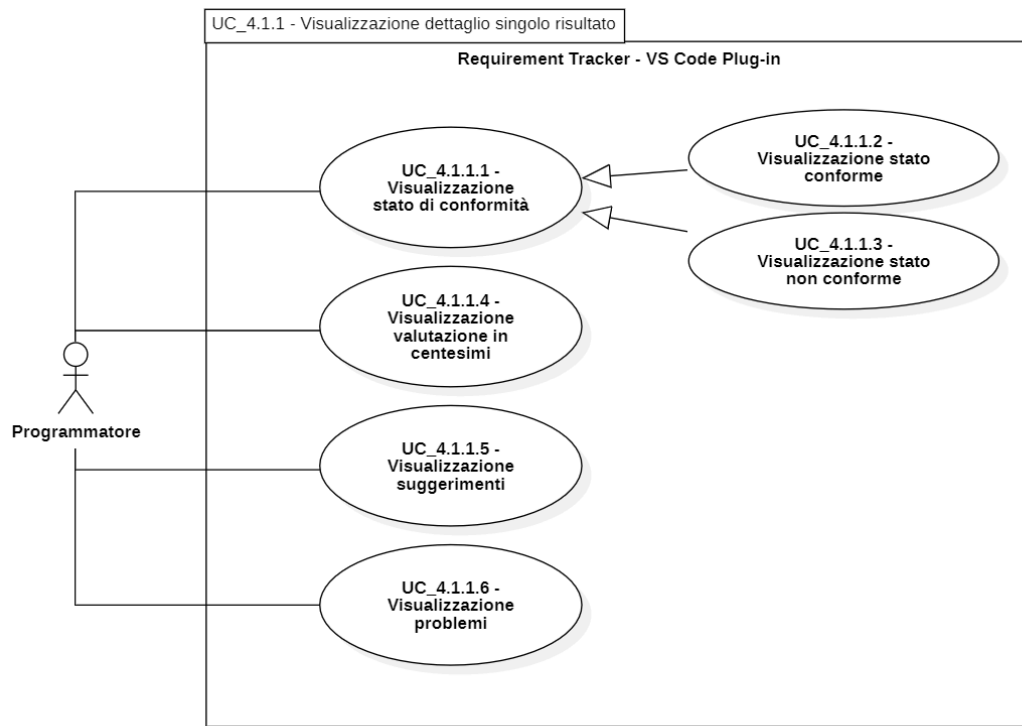 UC_4.1.1 - Visualizzazione dettaglio singolo risultato
Requirement Tracker - VS Code Plug-in
UC_4.1.1.1 -
Visualizzazione
stato di conformità
UC_4.1.1.2 -
Visualizzazione stato
conforme
UC_4.1.1.3 -
Visualizzazione stato
non conforme
UC_4.1.1.4 -
Visualizzazione
valutazione in
centesimi
Programmatore
UC_4.1.1.5 -
Visualizzazione
suggerimenti
UC_4.1.1.6 -
Visualizzazione
problemi